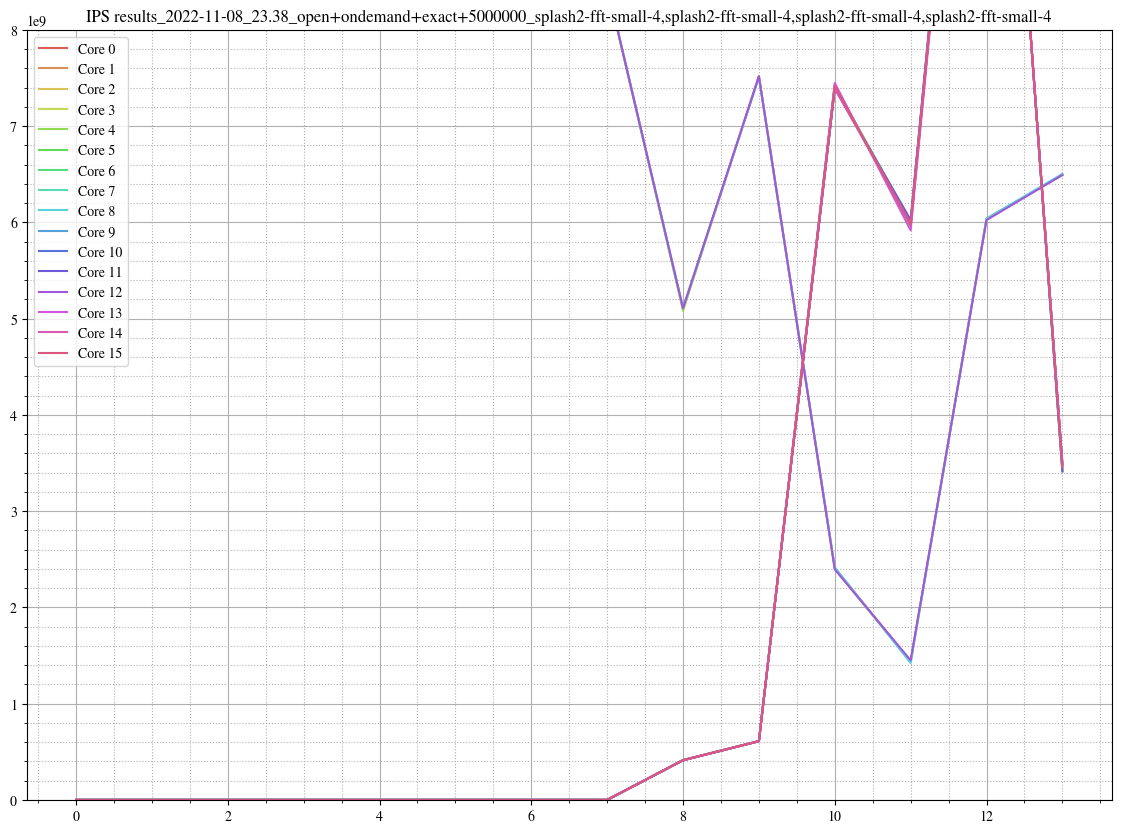 IPS results_2022-11-08_23.38_open+ondemand+exact+5000000_splash2-fft-small-4,splash2-fft-small-4,splash2-fft-small-4,splash2-fft-small-4
1e9
8
7
6
5
4
3
2
1
0
Core 0
Core 1
Core 2
Core 3
Core 4
Core 5
Core 6
Core 7
Core 8
Core 9
Core 10
Core 11
Core 12
Core 13
Core 14
Core 15
0 2 4 6 8 10 12